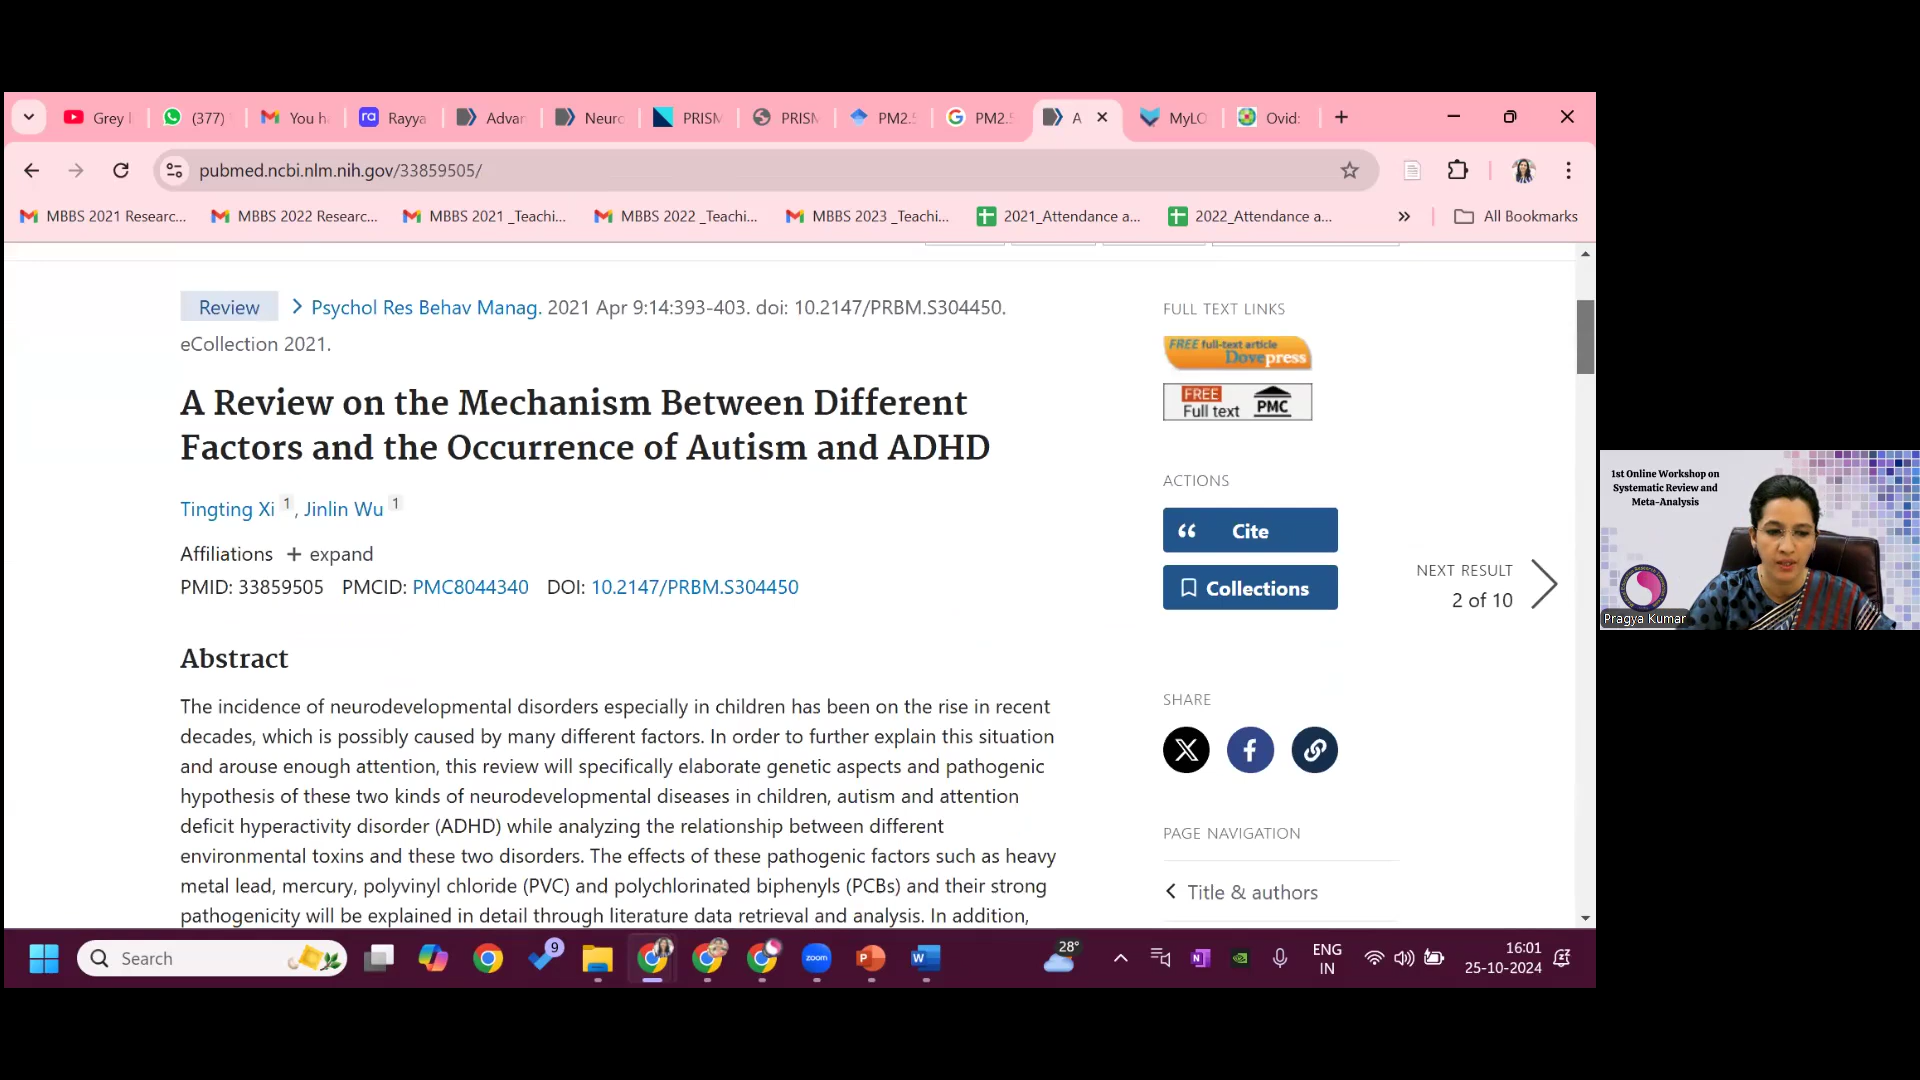 Grey
(377)
You h
ra
Rayya
Advar
Neuro
PRISM
PRISM
PM2.5
PM2.5
A
MyLO
Ovid:
pubmed.ncbi.nlm.nih.gov/33859505/
MBBS 2021 Researc...
MBBS 2022 Researc...
MBBS 2021 _Teachi...
MBBS 2022 _Teachi...
MBBS 2023 _Teachi...
2021_Attendance a...
2022_Attendance a...
All Bookmarks
Review
Psychol Res Behav Manag. 2021 Apr 9:14:393-403. doi: 10.2147/PRBM.S304450.
eCollection 2021.
A Review on the Mechanism Between Different
Factors and the Occurrence of Autism and ADHD
Tingting Xi 1, Jinlin Wu 1
Affiliations + expand
PMID: 33859505 PMCID: PMC8044340 DOI: 10.2147/PRBM.S304450
Abstract
The incidence of neurodevelopmental disorders especially in children has been on the rise in recent
decades, which is possibly caused by many different factors. In order to further explain this situation
and arouse enough attention, this review will specifically elaborate genetic aspects and pathogenic
hypothesis of these two kinds of neurodevelopmental diseases in children, autism and attention
deficit hyperactivity disorder (ADHD) while analyzing the relationship between different
environmental toxins and these two disorders. The effects of these pathogenic factors such as heavy
metal lead, mercury, polyvinyl chloride (PVC) and polychlorinated biphenyls (PCBs) and their strong
pathogenicity will be explained in detail through literature data retrieval and analysis. In addition,
FULL TEXT LINKS
FREE full-text article
Dovepress
FREE
Full text PMC
ACTIONS
Cite
Collections
NEXT RESULT
2 of 10
SHARE
PAGE NAVIGATION
Title & authors
1st Online Workshop on
Systematic Review and
Meta-Analysis
Pragya Kumar
Search
9
zoom
28°
ENG
IN
16:01
25-10-2024